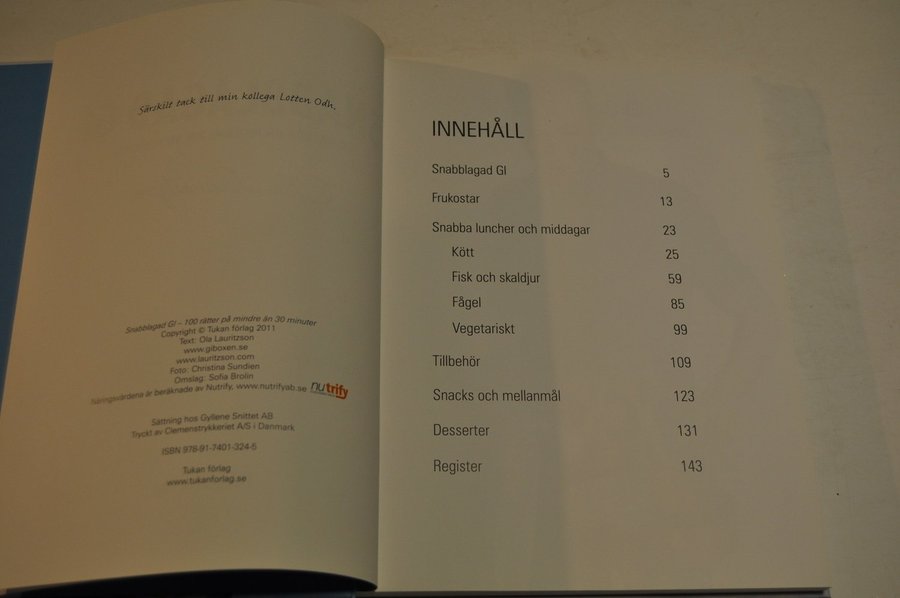 Särskilt tack till min kollega Lotten Odh.
Snabblagad GI – 100 rätter på mindre än 30 minuter
Copyright © Tukan förlag 2011
Text: Ola Lauritzson
www.giboxen.se
www.lauritzson.com
Foto: Christina Sundien
Omslag: Sofia Brolin
Näringsvärdena är beräknade av Nutrify, www.nutrifyab.se nutrify
Sättning hos Gyllene Snittet AB
Tryckt av Clemenstrykkeriet A/S i Danmark
ISBN 978-91-7401-324-5
Tukan förlag
www.tukanforlag.se
INNEHÅLL
Snabblagad GI 5
Frukostar 13
Snabba luncher och middagar 23
Kött 25
Fisk och skaldjur 59
Fågel 85
Vegetariskt 99
Tillbehör 109
Snacks och mellanmål 123
Desserter 131
Register 143